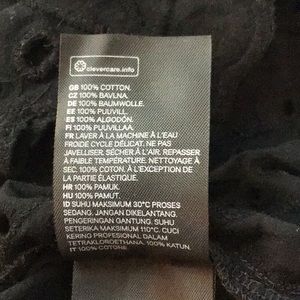 clevercare.info
GB 100% COTTON.
CZ 100% BAVLNA.
DE 100% BAUMWOLLE.
EE 100% PUUVILL.
ES 100% ALGODÓN.
FI 100% PUUVILLAA.
FR LAVER À LA MACHINE À L'EAU
FROIDE CYCLE DÉLICAT. NE PAS
JAVELLISER. SÉCHER À L'AIR. REPASSER
À FAIBLE TEMPÉRATURE. NETTOYAGE À
SEC. 100% COTON. À L'EXCEPTION DE
LA PARTIE ÉLASTIQUE.
HR 100% PAMUK.
HU 100% PAMUT.
ID SUHU MAKSIMUM 30°C PROSES
SEDANG. JANGAN DIKELANTANG.
PENGERINGAN GANTUNG. SUHU
SETERIKA MAKSIMUM 110°C. CUCI
KERING PROFESIONAL DALAM
TETRAKLOROETHANA. 100% KATUN.
IT 100% COTONE.